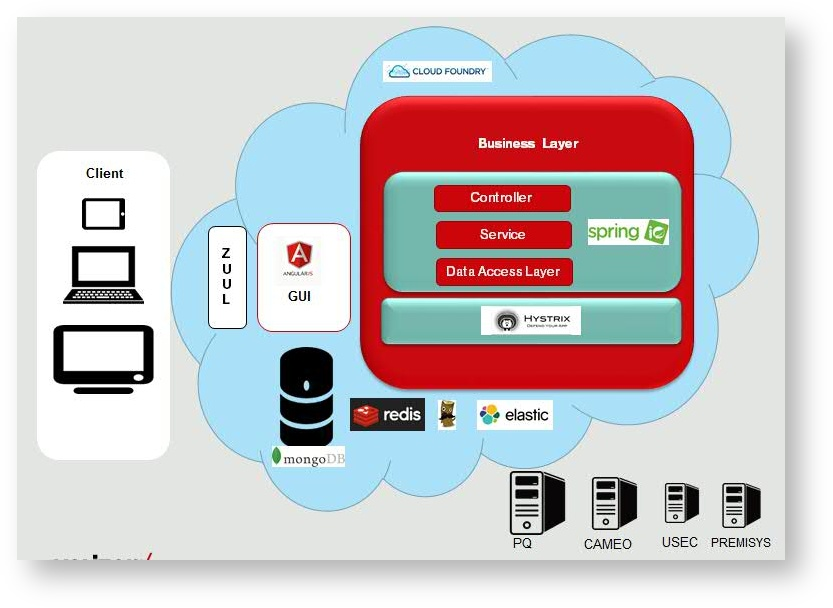 CLOUD FOUNDRY
Business Layer
Client
Controller
Service
spring
Data Access Layer
Z
U
U
L
ANGULARJS
GUI
HYSTRIX
DEFEND YOUR APP
redis
elastic
mongoDB
PQ
CAMEO
USEC
PREMISYS